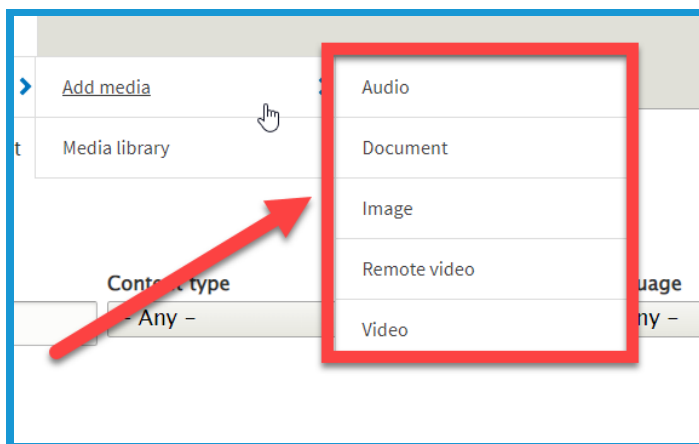 Add media
Audio
t
Media library
Document
Image
Remote video
Video
Content type
uage
- Any -
ny -